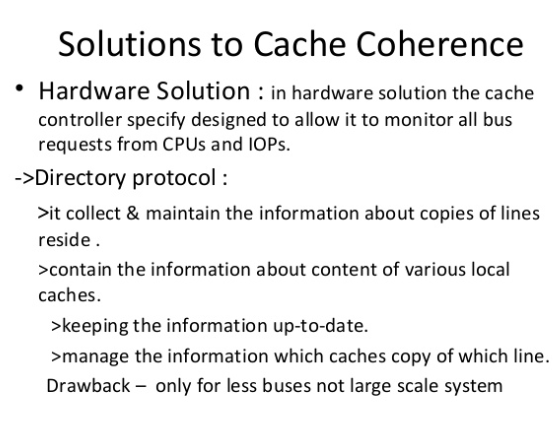 Solutions to Cache Coherence
• Hardware Solution : in hardware solution the cache
controller specify designed to allow it to monitor all bus
requests from CPUs and IOPs.
->Directory protocol :
>it collect & maintain the information about copies of lines
reside .
>contain the information about content of various local
caches.
>keeping the information up-to-date.
>manage the information which caches copy of which line.
Drawback – only for less buses not large scale system